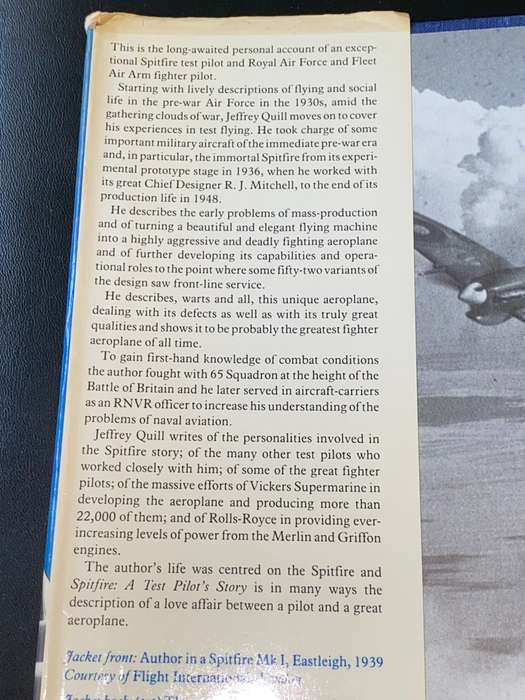 This is the long-awaited personal account of an excep-
tional Spitfire test pilot and Royal Air Force and Fleet
Air Arm fighter pilot.
Starting with lively descriptions of flying and social
life in the pre-war Air Force in the 1930s, amid the
gathering clouds of war, Jeffrey Quill moves on to cover
his experiences in test flying. He took charge of some
important military aircraft of the immediate pre-war era
and, in particular, the immortal Spitfire from its experi-
mental prototype stage in 1936, when he worked with
its great Chief Designer R. J. Mitchell, to the end of its
production life in 1948.
He describes the early problems of mass-production
and of turning a beautiful and elegant flying machine
into a highly aggressive and deadly fighting aeroplane
and of further developing its capabilities and opera-
tional roles to the point where some fifty-two variants of
the design saw front-line service.
He describes, warts and all, this unique aeroplane,
dealing with its defects as well as with its truly great
qualities and shows it to be probably the greatest fighter
aeroplane of all time.
To gain first-hand knowledge of combat conditions
the author fought with 65 Squadron at the height of the
Battle of Britain and he later served in aircraft-carriers
as an RNVR officer to increase his understanding of the
problems of naval aviation.
Jeffrey Quill writes of the personalities involved in
the Spitfire story; of the many other test pilots who
worked closely with him; of some of the great fighter
pilots; of the massive efforts of Vickers Supermarine in
developing the aeroplane and producing more than
22,000 of them; and of Rolls-Royce in providing ever-
increasing levels of power from the Merlin and Griffon
engines.
The author's life was centred on the Spitfire and
Spitfire: A Test Pilot's Story is in many ways the
description of a love affair between a pilot and a great
aeroplane.
Jacket front: Author in a Spitfire Mk I, Eastleigh, 1939
Courtesy of Flight International